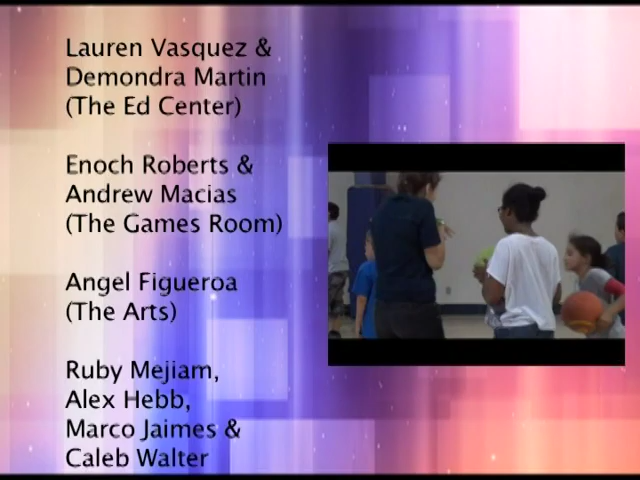 Lauren Vasquez &
Demondra Martin
(The Ed Center)
Enoch Roberts &
Andrew Macias
(The Games Room)
Angel Figueroa
(The Arts)
Ruby Mejiam,
Alex Hebb,
Marco Jaimes &
Caleb Walter